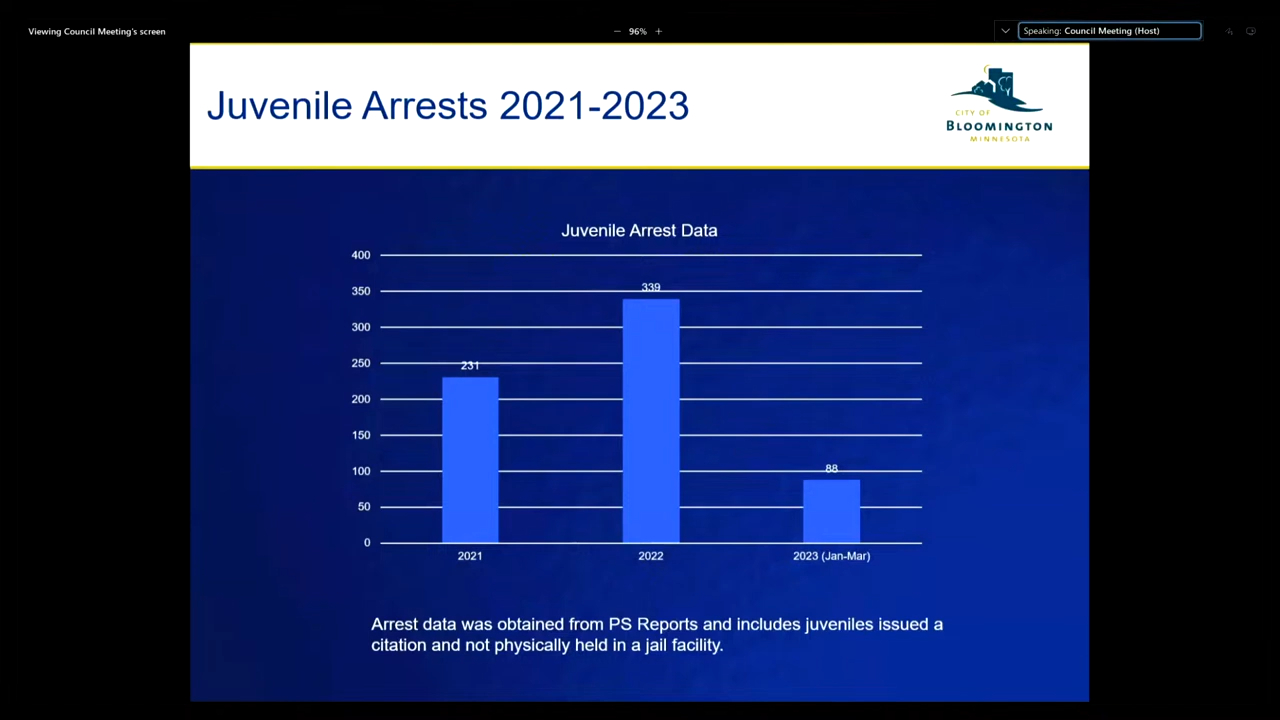 Viewing Council Meeting's screen
96%
Speaking: Council Meeting (Host)
Juvenile Arrests 2021-2023
CITY OF
BLOOMINGTON
MINNESOTA
Juvenile Arrest Data
400
350
300
250
200
150
100
50
0
231
339
88
2021
2022
2023 (Jan-Mar)
Arrest data was obtained from PS Reports and includes juveniles issued a
citation and not physically held in a jail facility.